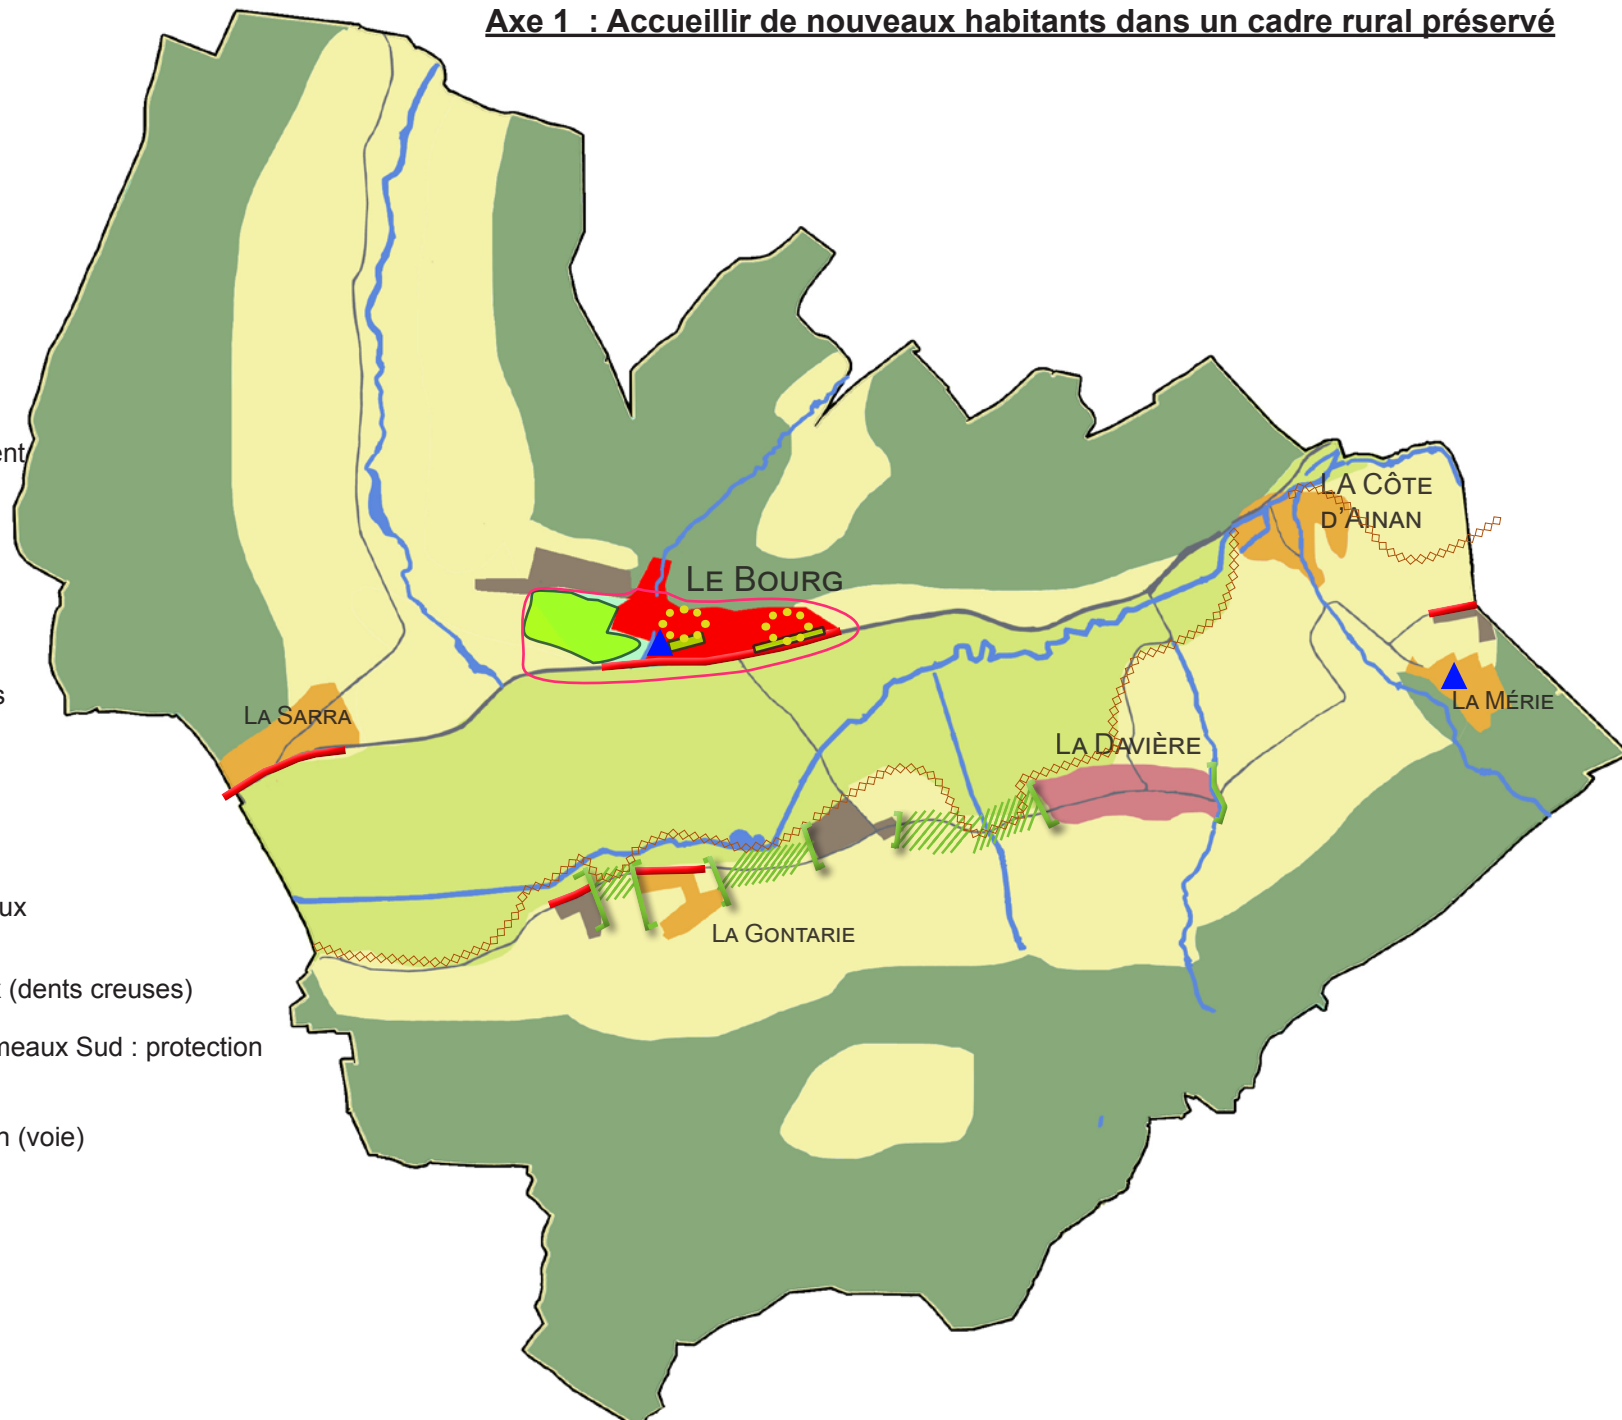 Axe 1 : Accueillir de nouveaux habitants dans un cadre rural préservé
ent
LA CÔTE
D'AINAN
LE BOURG
s
LA SARRA
LA MÉRIE
LA DAVIÈRE
ux
LA GONTARIE
(dents creuses)
meaux Sud : protection
n (voie)